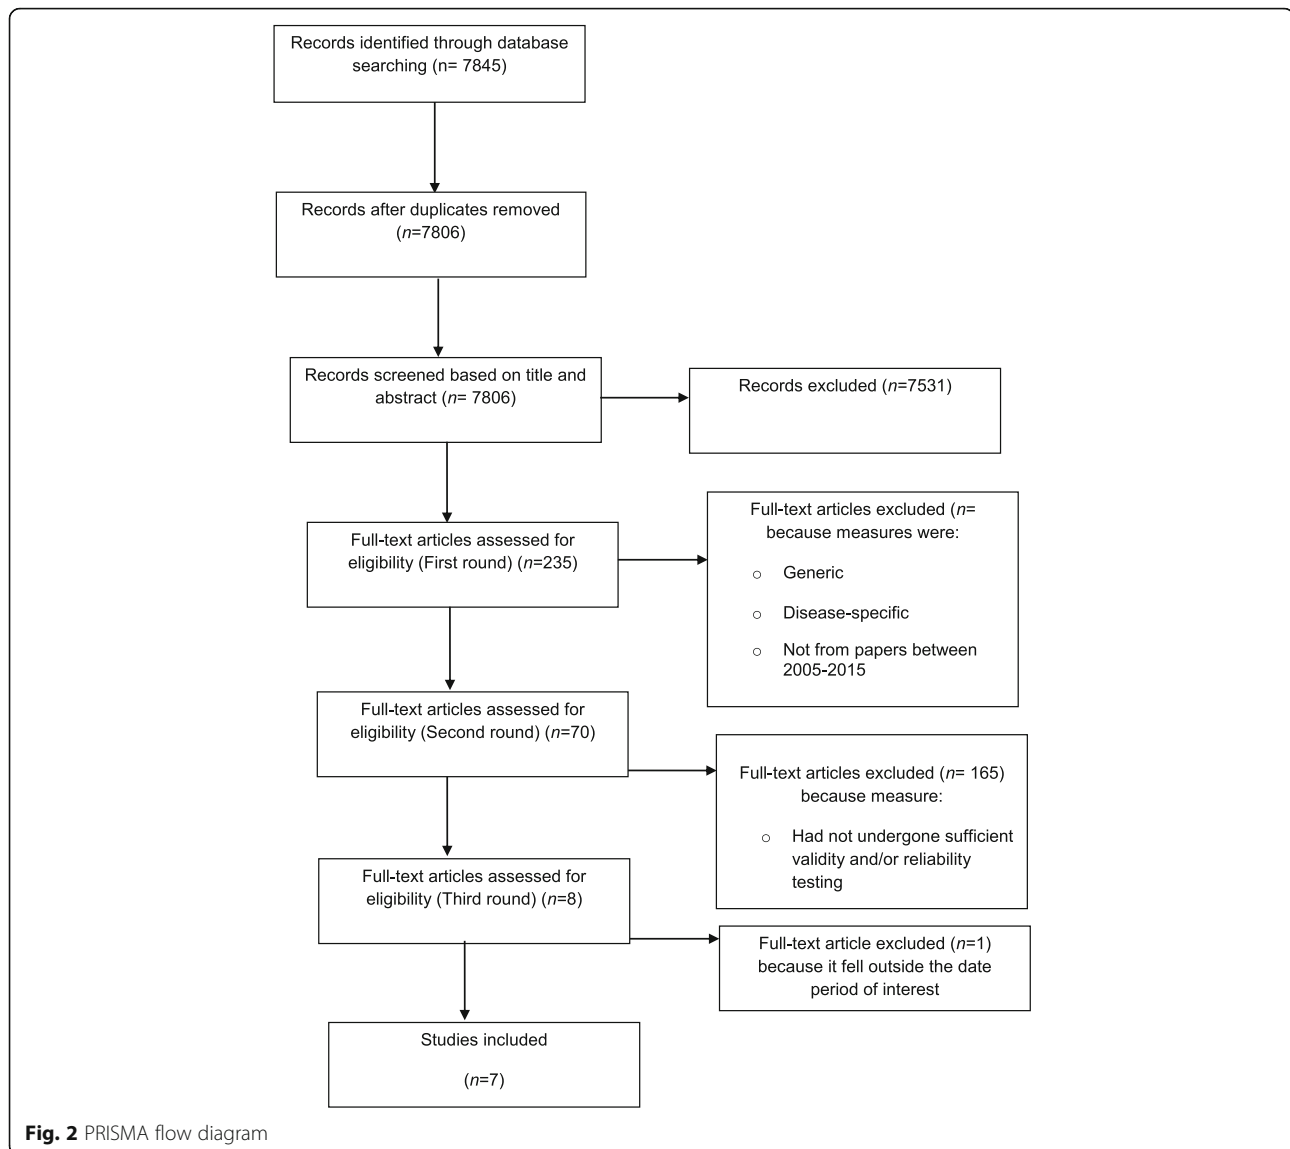 Records identified through database
searching (n= 7845)
Records after duplicates removed
(n=7806)
Records screened based on title and
abstract (n= 7806)
Records excluded (n=7531)
Full-text articles assessed for
eligibility (First round) (n=235)
Full-text articles excluded (n=
because measures were:
o Generic
o Disease-specific
o Not from papers between
2005-2015
Full-text articles assessed for
eligibility (Second round) (n=70)
Full-text articles excluded (n= 165)
because measure:
o Had not undergone sufficient
validity and/or reliability
testing
Full-text articles assessed for
eligibility (Third round) (n=8)
Full-text article excluded (n=1)
because it fell outside the date
period of interest
Studies included
(n=7)
Fig. 2 PRISMA flow diagram